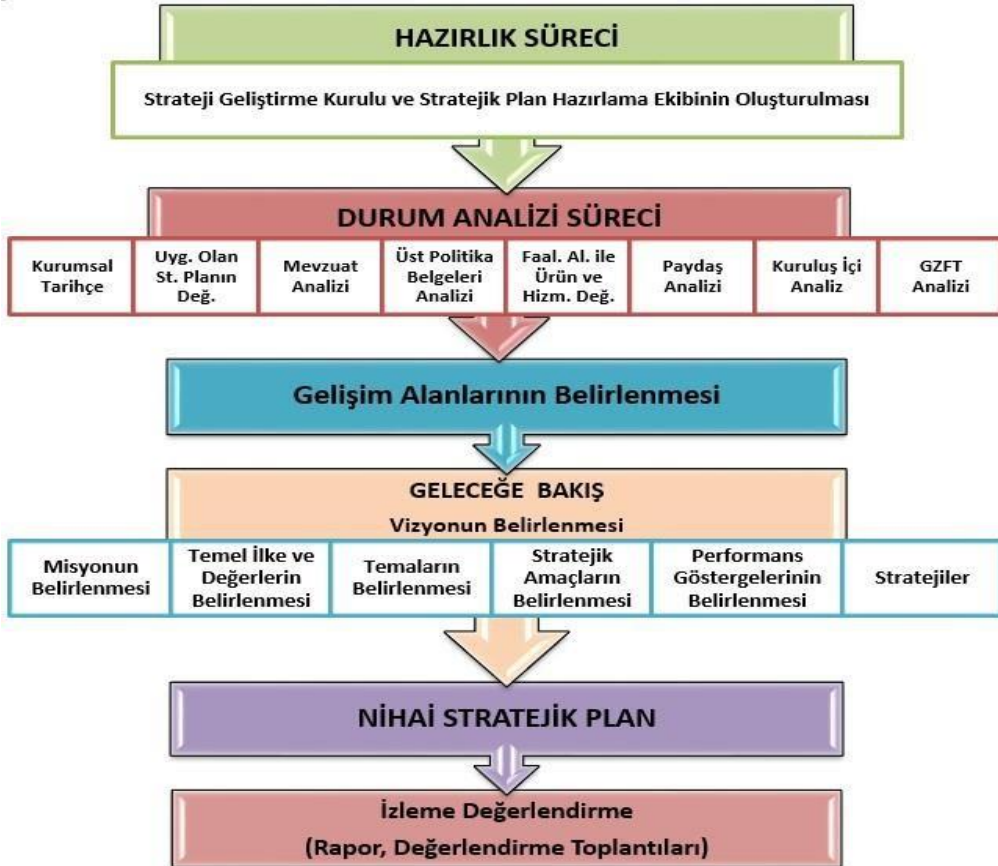 HAZIRLIK SÜRECİ
Strateji Geliştirme Kurulu ve Stratejik Plan Hazırlama Ekibinin Oluşturulması
DURUM ANALİZİ SÜRECİ
Kurumsal
Tarihçe
Uyg. Olan
St. Planın
Değ.
Mevzuat
Analizi
Üst Politika
Belgeleri
Analizi
Faal. Al. ile
Ürün ve
Hizm. Değ.
Paydaş
Analizi
Kuruluş İçi
Analiz
GZFT
Analizi
Gelişim Alanlarının Belirlenmesi
GELECEĞE BAKIŞ
Vizyonun Belirlenmesi
Misyonun
Belirlenmesi
Temel İlke ve
Değerlerin
Belirlenmesi
Temaların
Belirlenmesi
Stratejik
Amaçların
Belirlenmesi
Performans
Göstergelerinin
Belirlenmesi
Stratejiler
NİHAİ STRATEJİK PLAN
İzleme Değerlendirme
(Rapor, Değerlendirme Toplantıları)